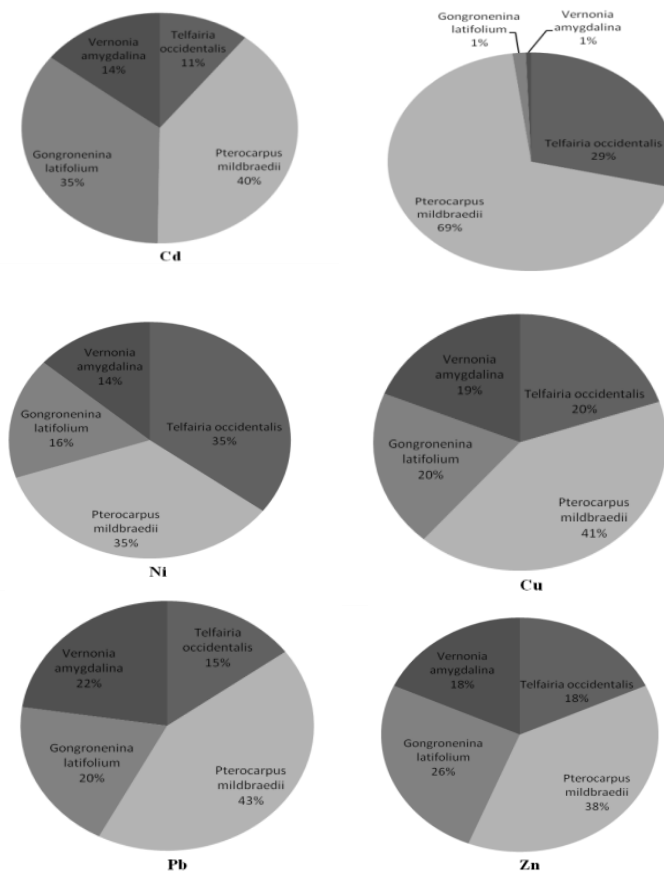 Vernonia
amygdalina
14%
Telfairia
occidentalis
11%
Gongronenina
latifolium
35%
Pterocarpus
mildbraedii
40%
Cd
Gongronenina
latifolium
1%
Vernonia
amygdalina
1%
Telfairia occidentalis
29%
Pterocarpus
mildbraedii
69%
Vernonia
amygdalina
14%
Gongronenina
latifolium
16%
Telfairia occidentalis
35%
Pterocarpus
mildbraedii
35%
Ni
Vernonia
amygdalina
19%
Telfairia occidentalis
20%
Gongronenina
latifolium
20%
Pterocarpus
mildbraedii
41%
Cu
Vernonia
amygdalina
22%
Telfairia
occidentalis
15%
Gongronenina
latifolium
20%
Pterocarpus
mildbraedii
43%
Pb
Vernonia
amygdalina
18%
Telfairia occidentalis
18%
Gongronenina
latifolium
26%
Pterocarpus
mildbraedii
38%
Zn